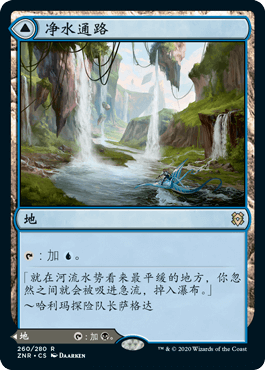 净水通路
地
：加。
「就在河流水势看来最平缓的地方，你忽
然之间就会被吸进急流，掉入瀑布。」
～哈利玛探险队长萨格达
地 ：加。
260/280 R
ZNR • CS DAARKEN
™ & © 2020 Wizards of the Coast